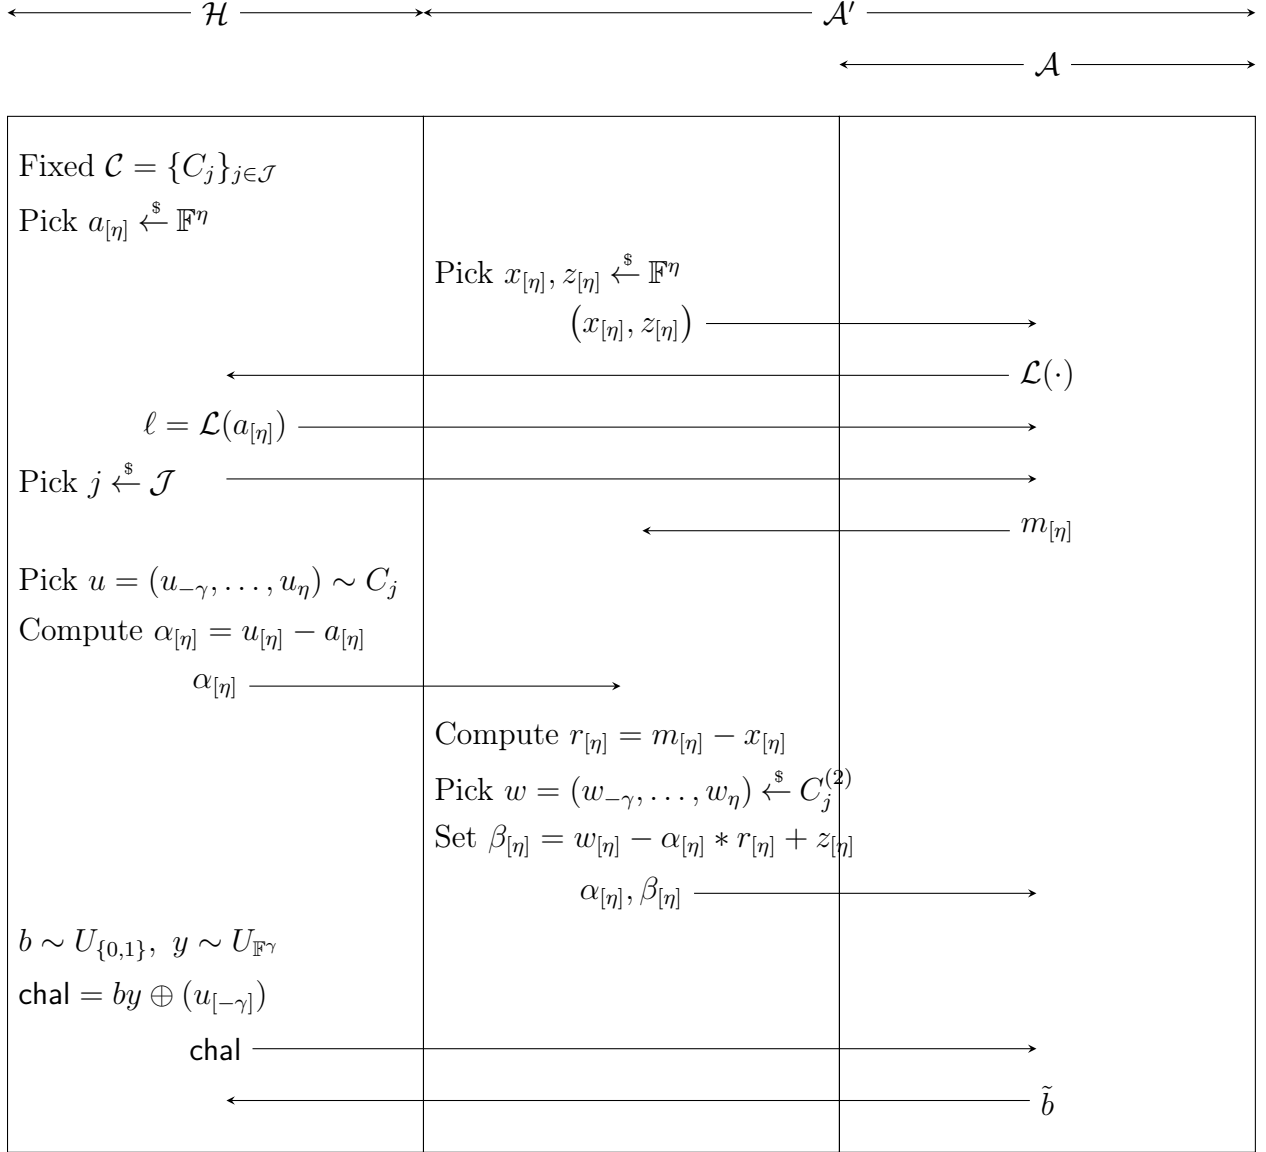 ℋ 𝒜′
𝒜
Fixed 𝒞 = {C_j}_{j∈𝒥}
Pick a_{[η]} ←$ 𝔽^η
Pick x_{[η]}, z_{[η]} ←$ 𝔽^η
(x_{[η]}, z_{[η]})
ℒ(·)
ℓ = ℒ(a_{[η]})
Pick j ←$ 𝒥
m_{[η]}
Pick u = (u_{−γ}, …, u_η) ∼ C_j
Compute α_{[η]} = u_{[η]} − a_{[η]}
α_{[η]}
Compute r_{[η]} = m_{[η]} − x_{[η]}
Pick w = (w_{−γ}, …, w_η) ←$ C_j^{(2)}
Set β_{[η]} = w_{[η]} − α_{[η]} ∗ r_{[η]} + z_{[η]}
α_{[η]}, β_{[η]}
b ∼ U_{{0,1}}, y ∼ U_{𝔽^γ}
chal = by ⊕ (u_{[−γ]})
chal
b̃